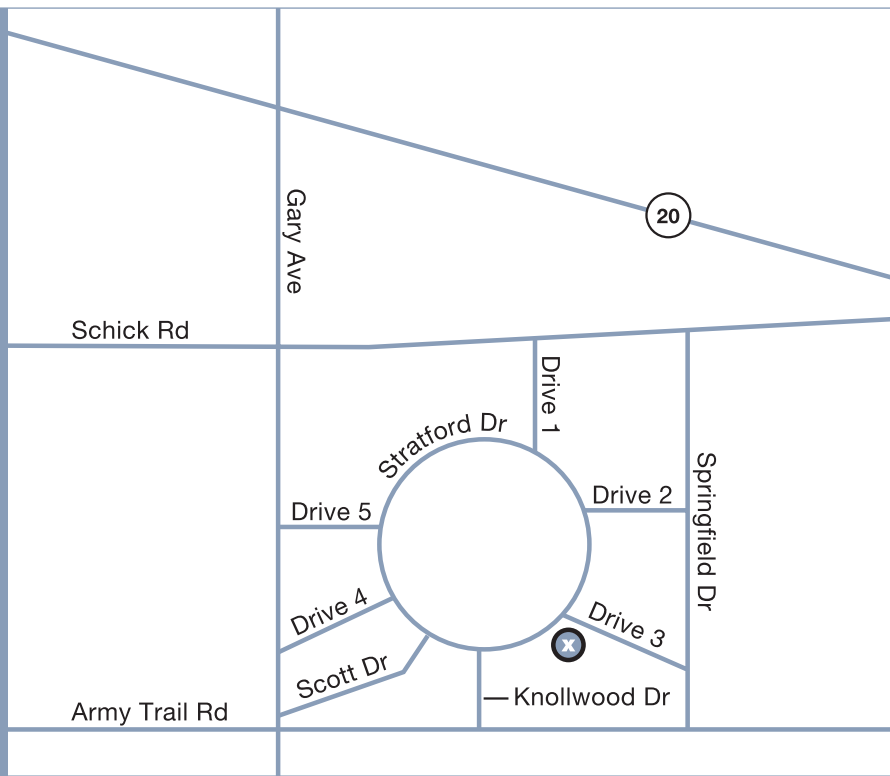 20
Gary Ave
Schick Rd
Drive 1
Stratford Dr
Springfield Dr
Drive 2
Drive 5
Drive 4
Drive 3
x
Scott Dr
Knollwood Dr
Army Trail Rd